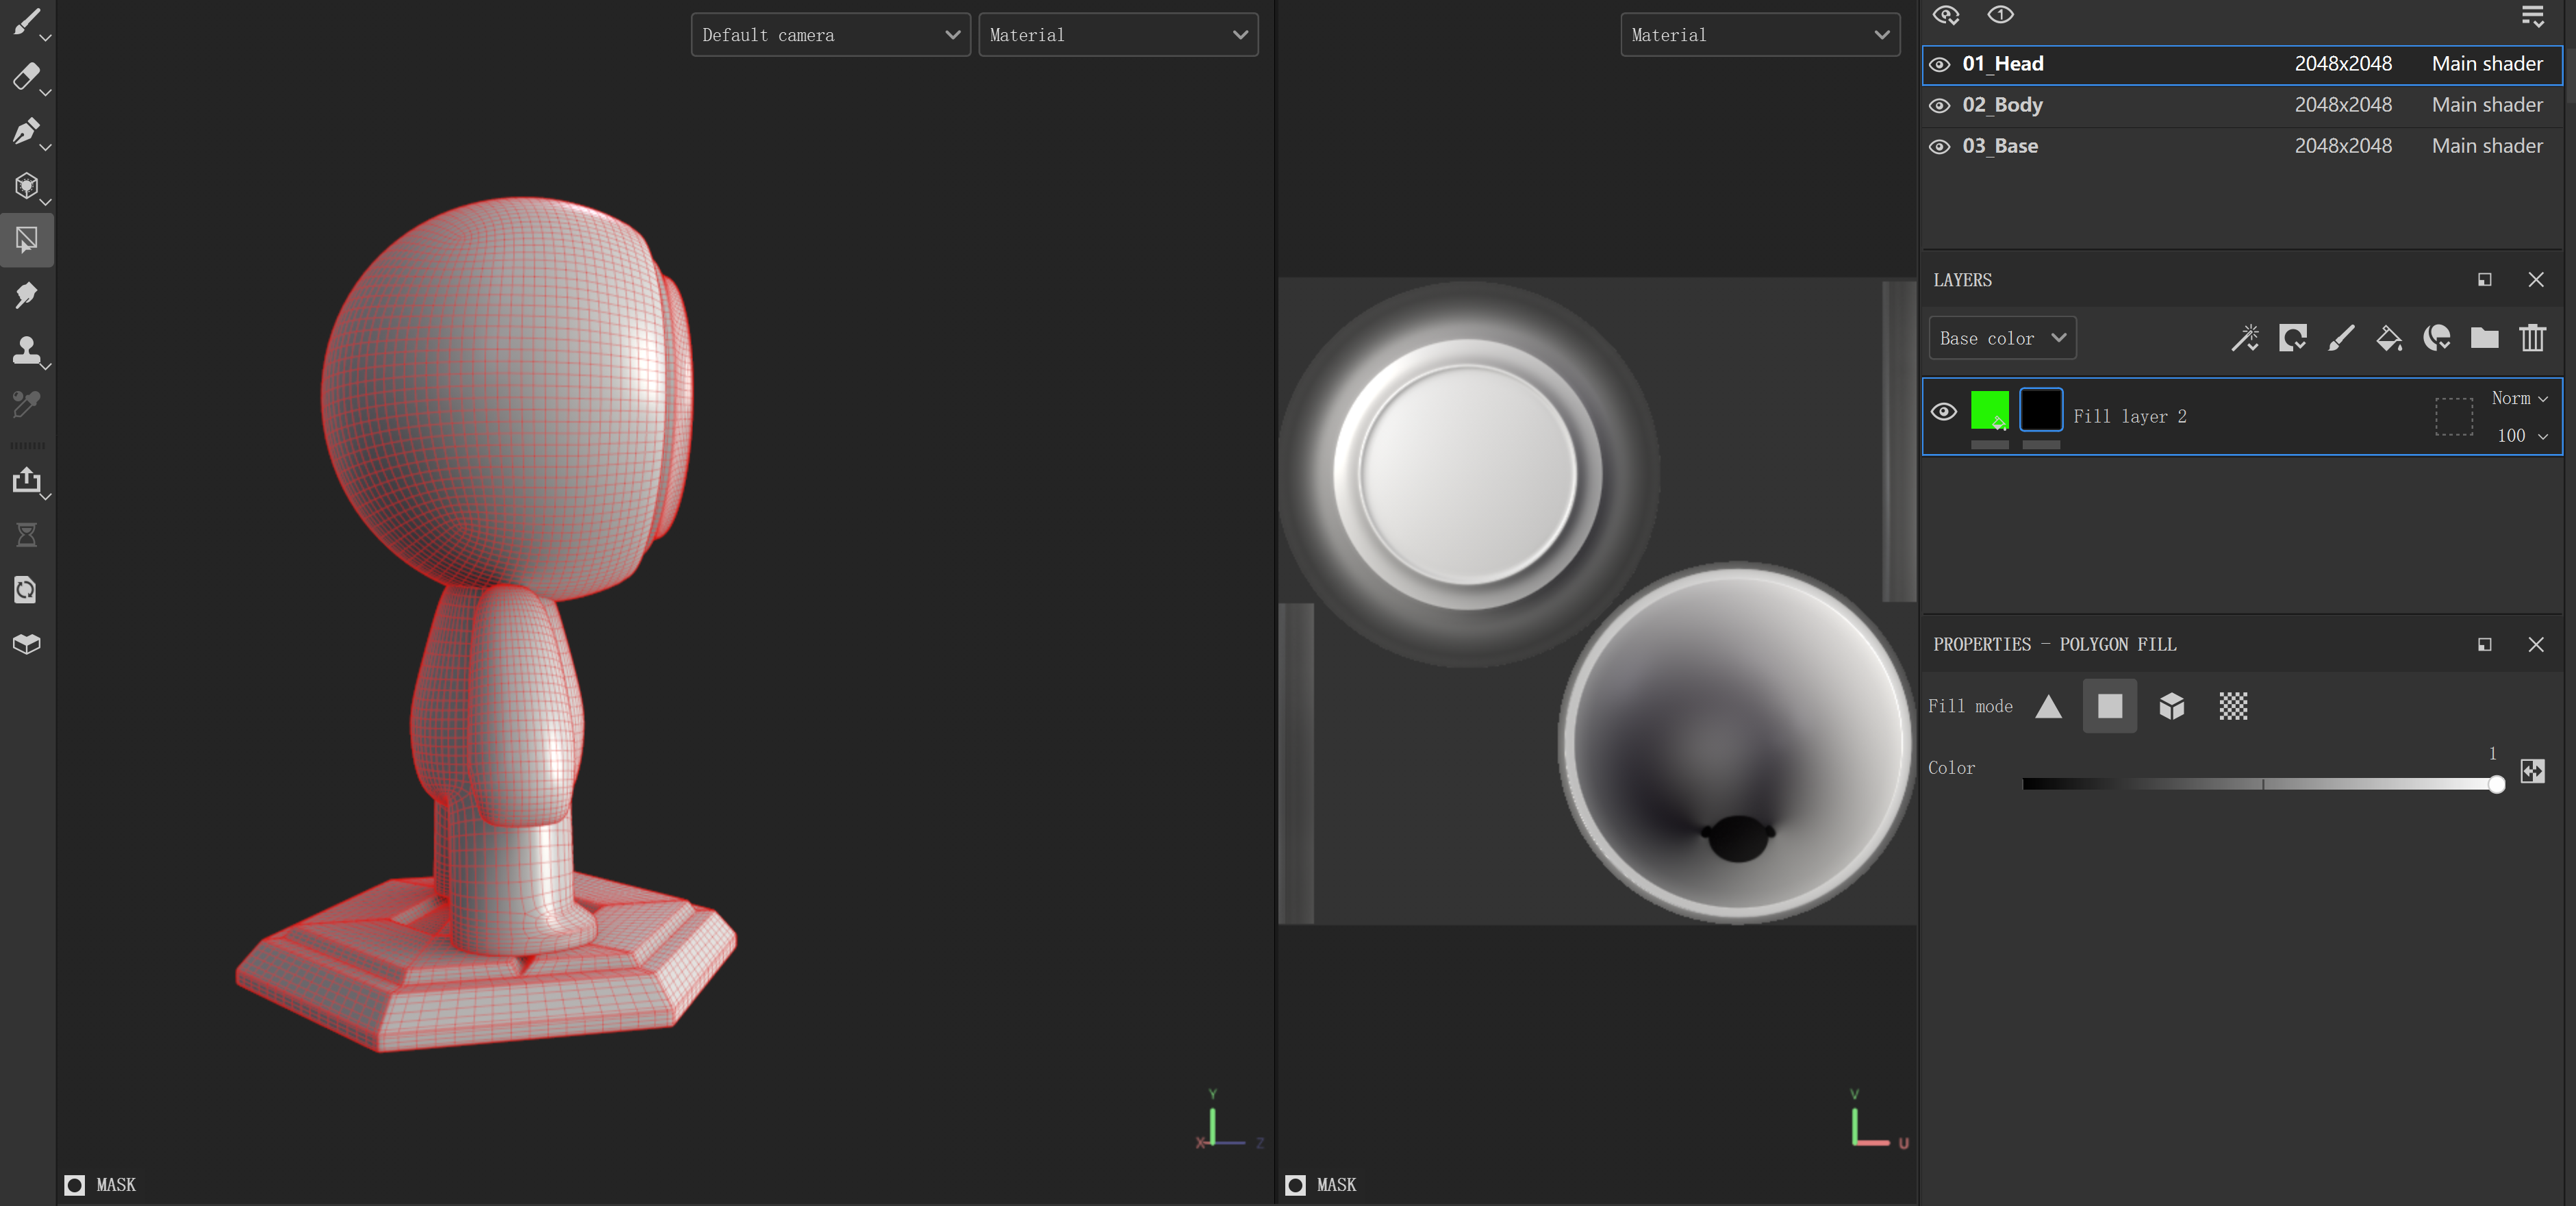 Default camera
Material
Material
01_Head 2048x2048 Main shader
02_Body 2048x2048 Main shader
03_Base 2048x2048 Main shader
LAYERS
Base color
Fill layer 2
Norm
100
PROPERTIES - POLYGON FILL
Fill mode
Color
1
Y
X
Z
V
U
MASK
MASK